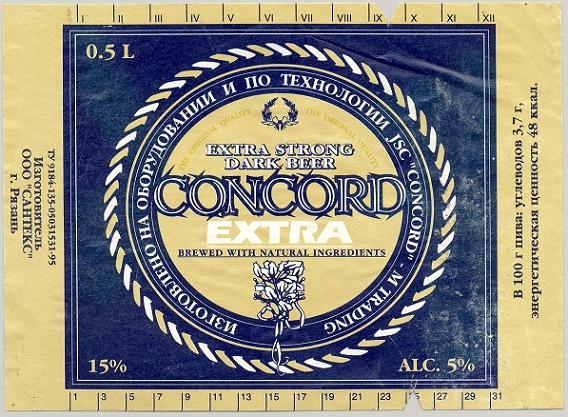 I II III IV V VI VII VIII IX X XI XII
0.5 L
ИЗГОТОВЛЕНО НА ОБОРУДОВАНИИ И ПО ТЕХНОЛОГИИ JSC "CONCORD" - M TRADING
THE ORIGINAL QUALITY THE ORIGINAL QUALITY
EXTRA STRONG
DARK BEER
CONCORD
EXTRA
BREWED WITH NATURAL INGREDIENTS
15%
ALC. 5%
1 3 5 7 9 11 13 15 17 19 21 23 25 27 29 31
ТУ 9184-135-05031531-95
Изготовитель
ООО "САНТЕКС"
г. Рязань
В 100 г пива: углеводов 3,7 г,
энергетическая ценность 48 ккал.